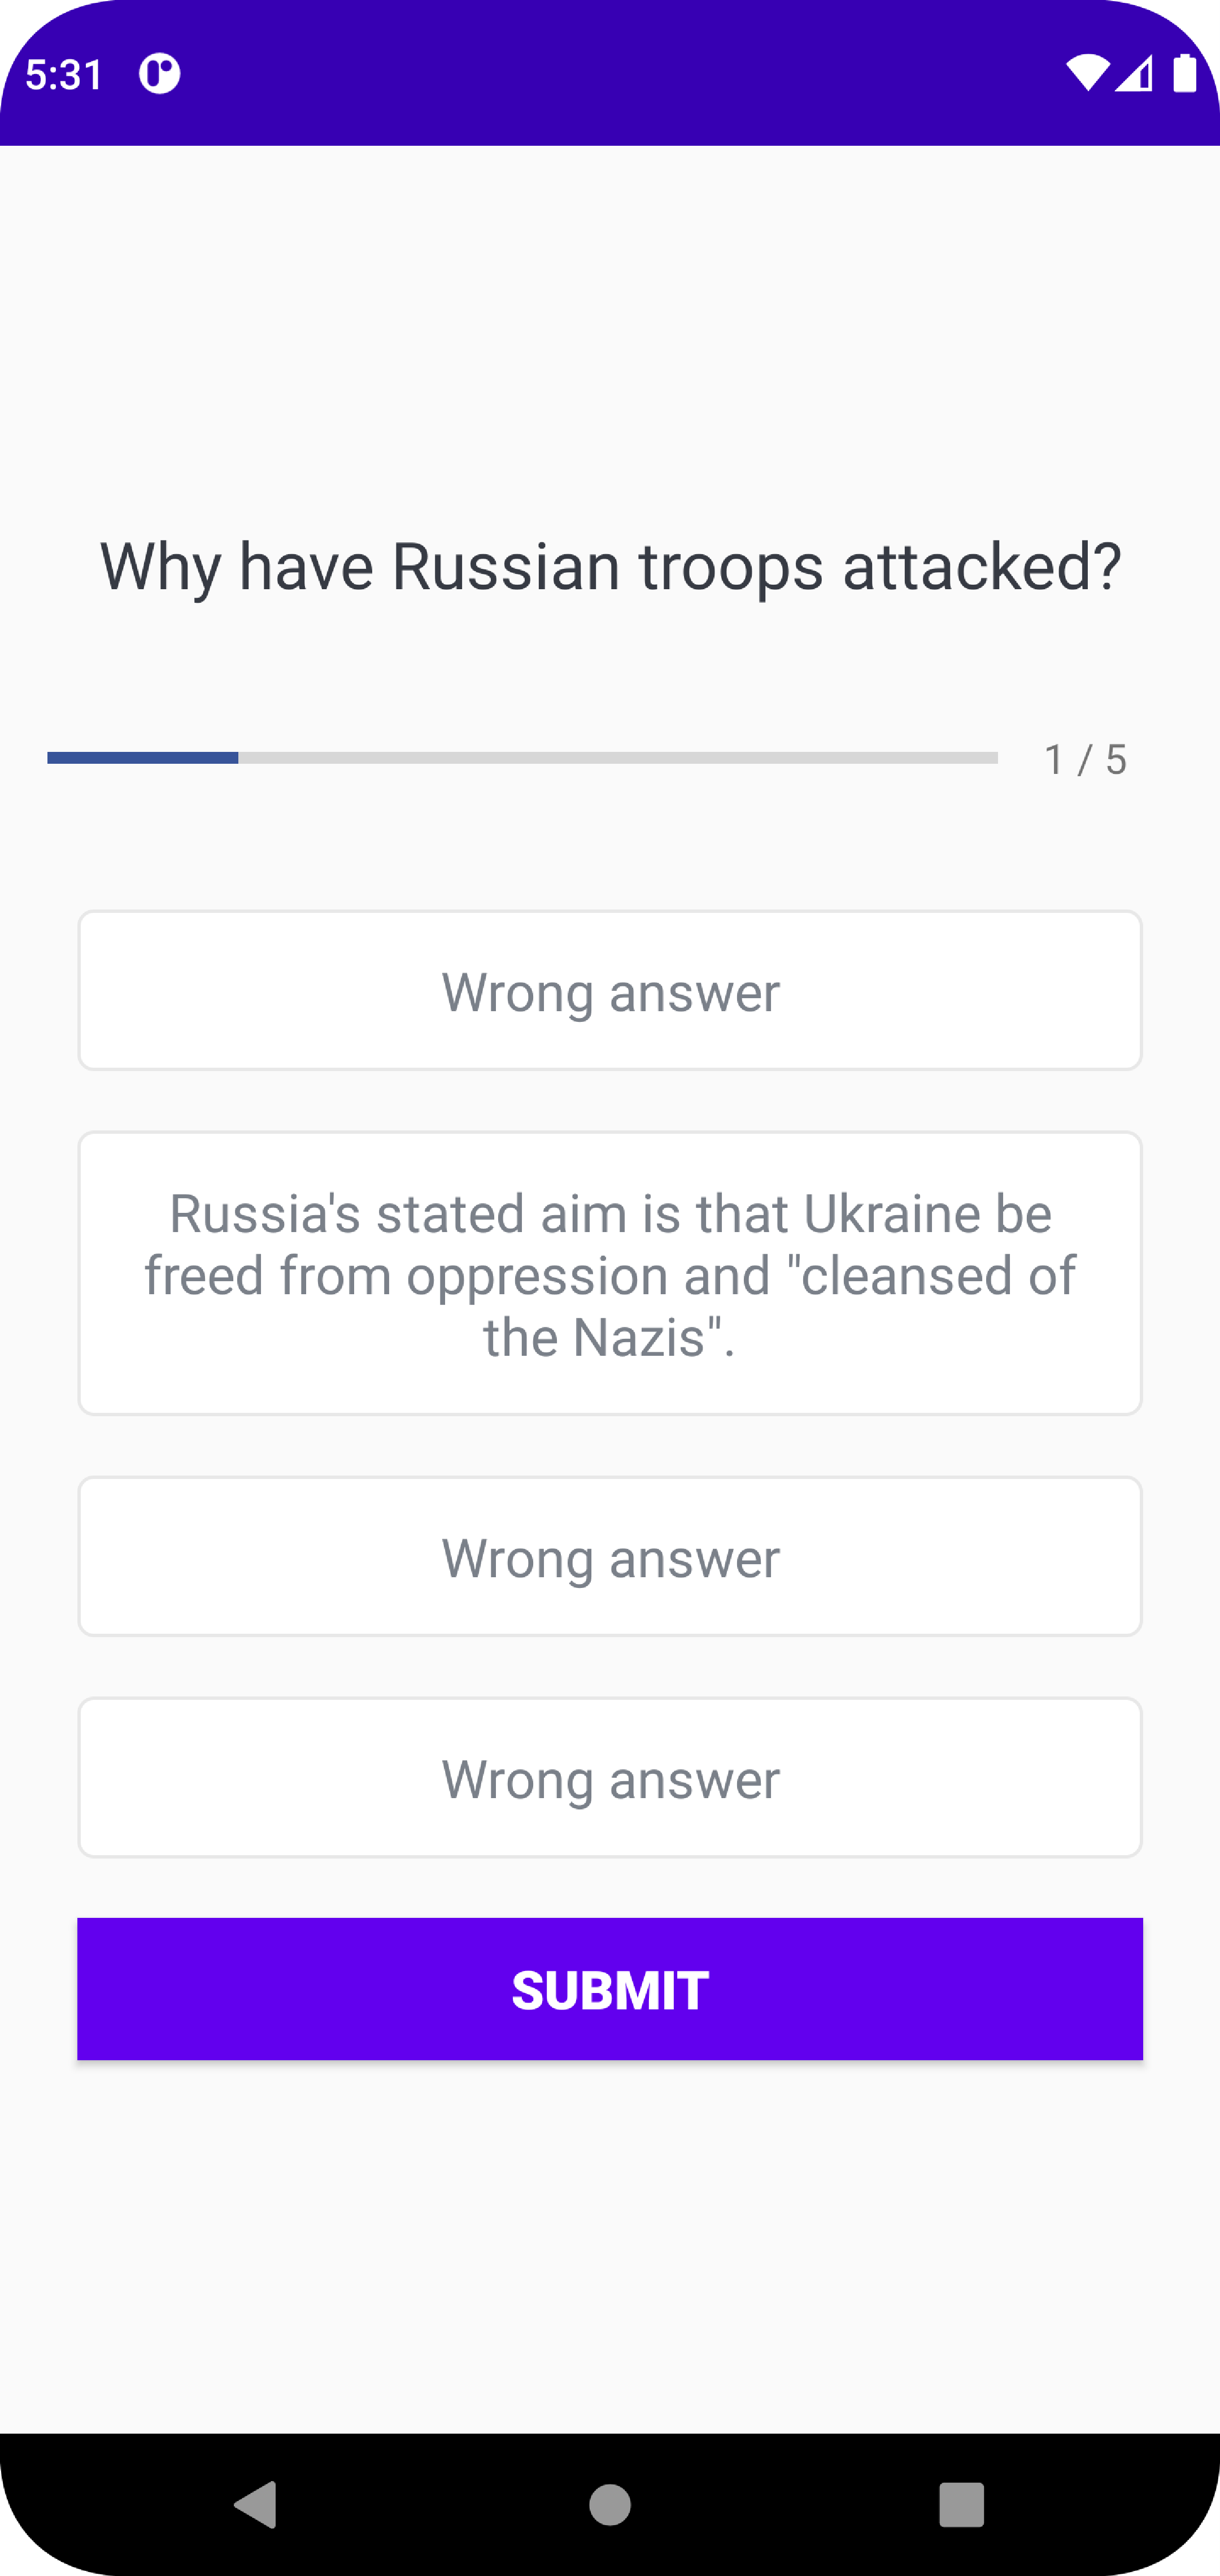 5:31
Why have Russian troops attacked?
1 / 5
Wrong answer
Russia's stated aim is that Ukraine be
freed from oppression and "cleansed of
the Nazis".
Wrong answer
Wrong answer
SUBMIT